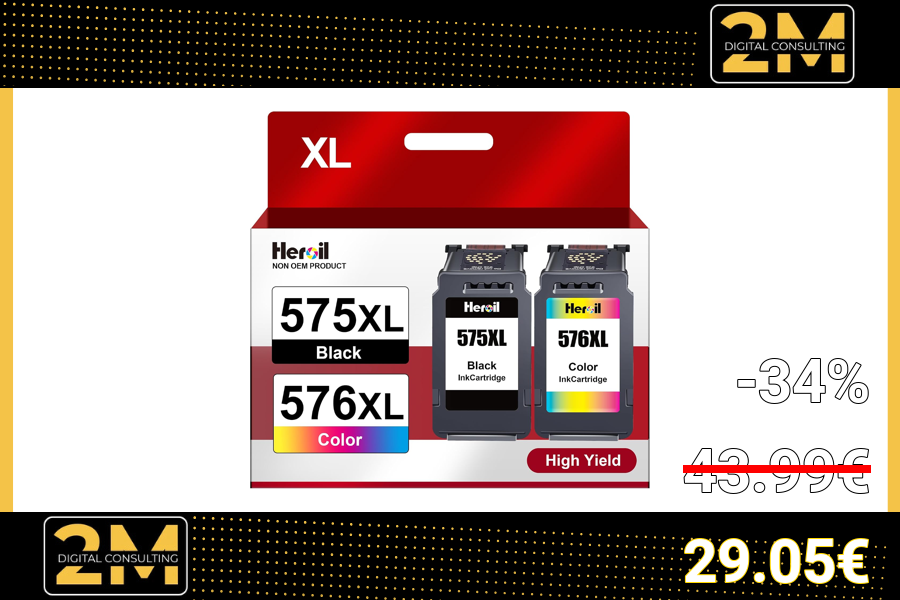 2M
DIGITAL CONSULTING
XL
Heroil
NON OEM PRODUCT
575XL
Black
576XL
Color
Heroil
575XL
Black
InkCartridge
Heroil
576XL
Color
InkCartridge
High Yield
-34%
43.99€
2M
DIGITAL CONSULTING
29.05€